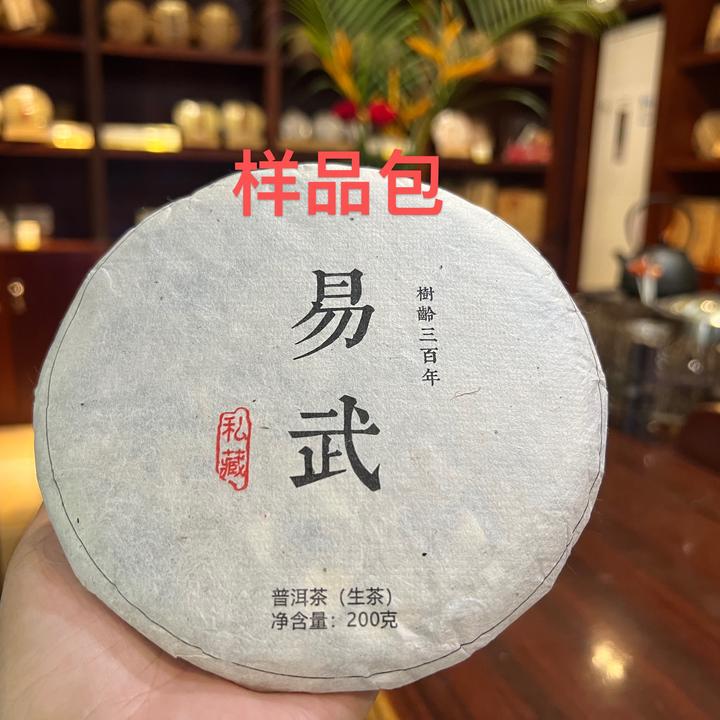 样品包
樹齡三百年
易武
私藏
普洱茶（生茶）
净含量：200克